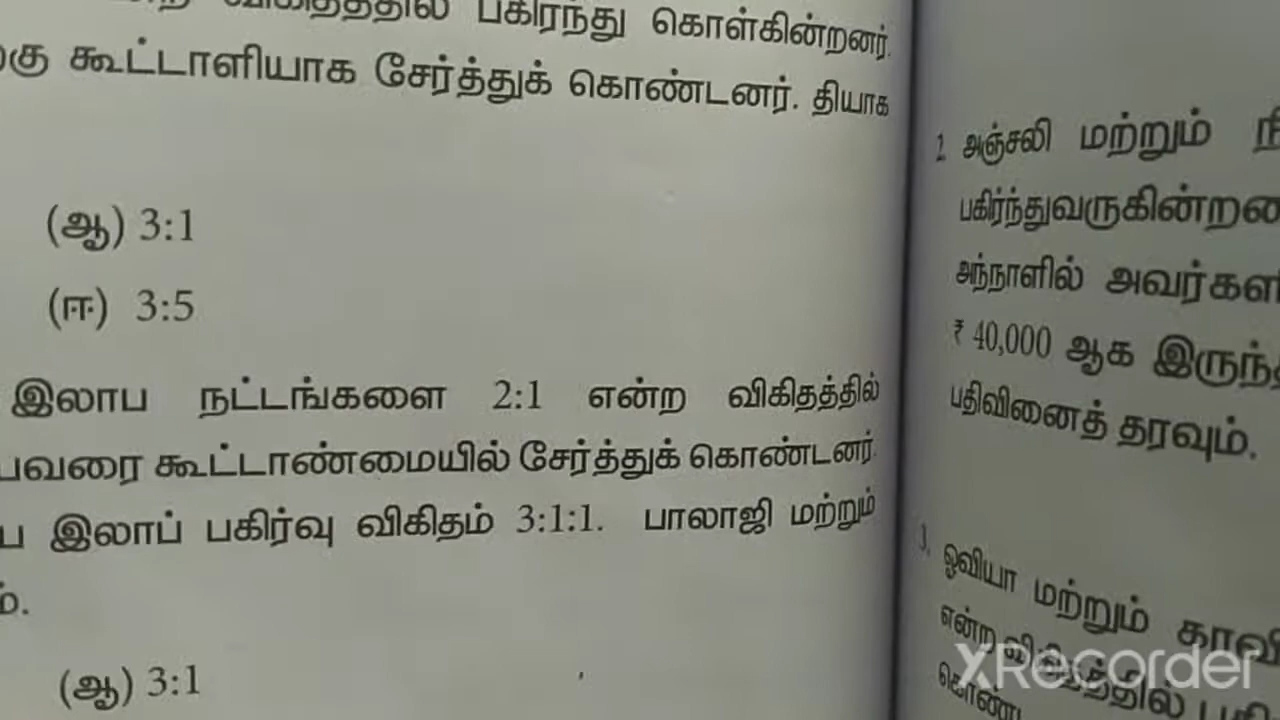 விகிதத்தில் பகிர்ந்து கொள்கின்றனர்.
கூட்டாளியாக சேர்த்துக் கொண்டனர். தியாக
(ஆ) 3:1
(ஈ) 3:5
இலாப நட்டங்களை 2:1 என்ற விகிதத்தில்
பவரை கூட்டாண்மையில் சேர்த்துக் கொண்டனர்.
ப இலாப் பகிர்வு விகிதம் 3:1:1. பாலாஜி மற்றும்
ம்.
(ஆ) 3:1
2. அஞ்சலி மற்றும்
பகிர்ந்துவருகின்றன
அந்நாளில் அவர்களி
₹ 40,000 ஆக இருந்த
பதிவினைத் தரவும்.
3. ஓவியா மற்றும் காவி
என்ற விகிதத்தில்
XRecorder